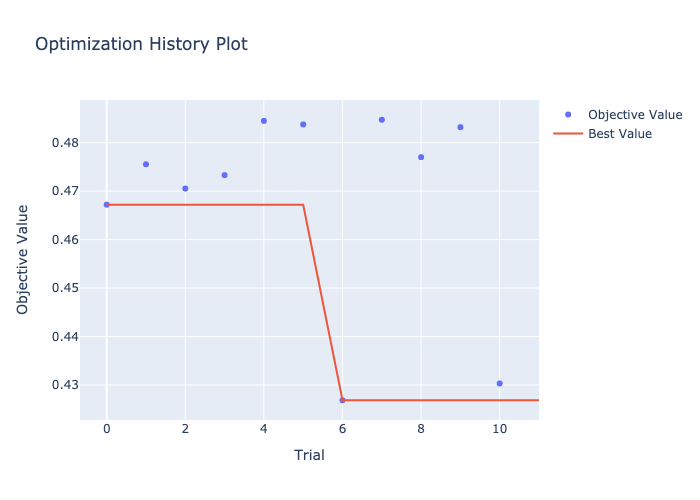 Optimization History Plot
Objective Value
Best Value
0.48
0.47
0.46
0.45
0.44
0.43
Objective Value
0 2 4 6 8 10
Trial